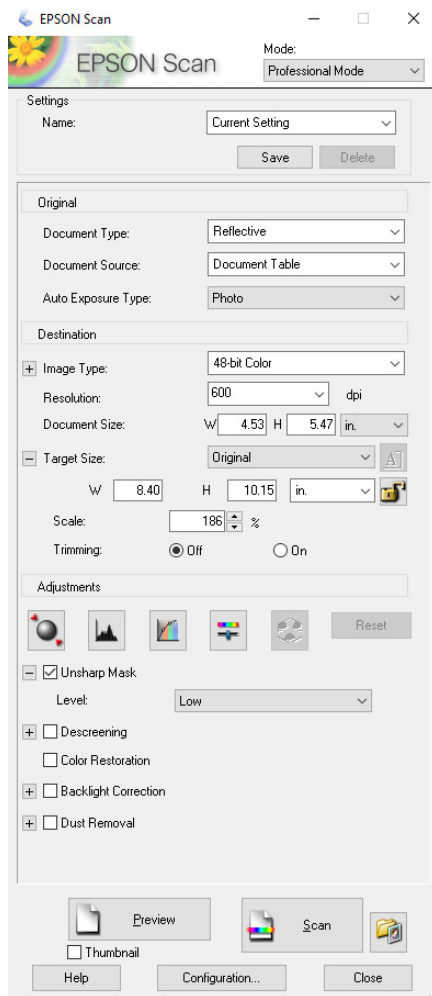 EPSON Scan
EPSON Scan
Mode:
Professional Mode
Settings
Name:
Current Setting
Save
Delete
Original
Document Type:
Reflective
Document Source:
Document Table
Auto Exposure Type:
Photo
Destination
Image Type:
48-bit Color
Resolution:
600
dpi
Document Size:
W 4.53 H 5.47 in.
Target Size:
Original
A
W 8.40 H 10.15 in.
Scale:
186 %
Trimming:
Off
On
Adjustments
Reset
Unsharp Mask
Level:
Low
Descreening
Color Restoration
Backlight Correction
Dust Removal
Preview
Scan
Thumbnail
Help
Configuration...
Close